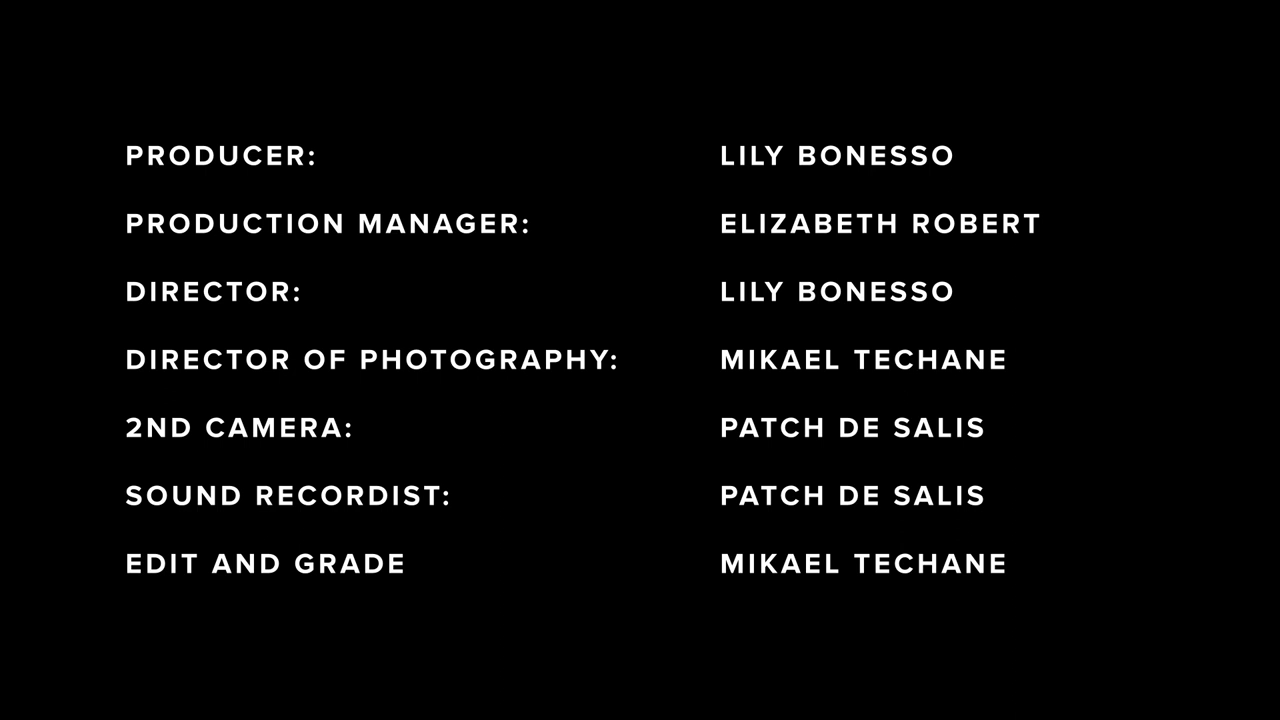 PRODUCER: LILY BONESSO
PRODUCTION MANAGER: ELIZABETH ROBERT
DIRECTOR: LILY BONESSO
DIRECTOR OF PHOTOGRAPHY: MIKAEL TECHANE
2ND CAMERA: PATCH DE SALIS
SOUND RECORDIST: PATCH DE SALIS
EDIT AND GRADE MIKAEL TECHANE